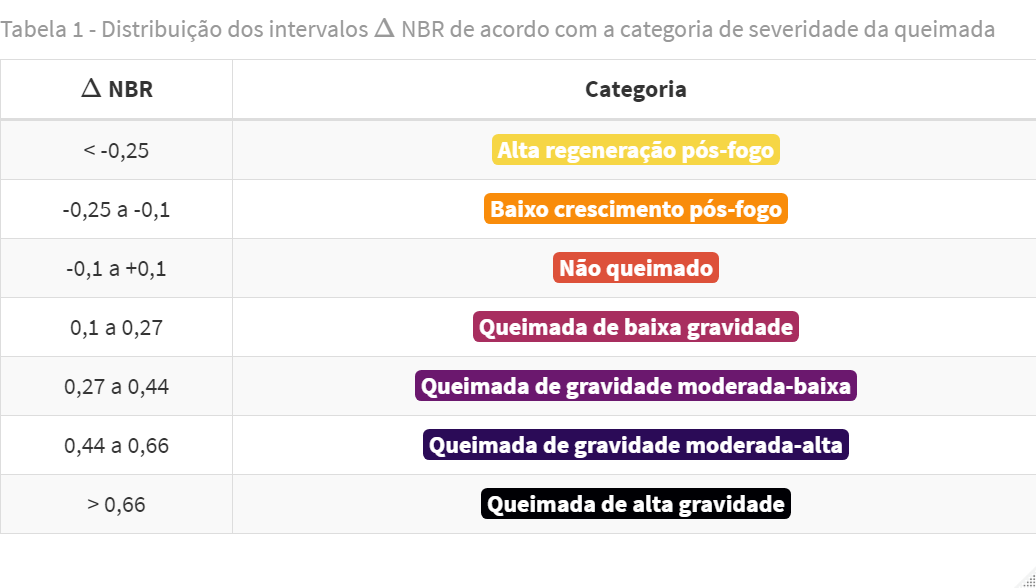 Tabela 1 - Distribuição dos intervalos Δ NBR de acordo com a categoria de severidade da queimada
Δ NBR Categoria
< -0,25 Alta regeneração pós-fogo
-0,25 a -0,1 Baixo crescimento pós-fogo
-0,1 a +0,1 Não queimado
0,1 a 0,27 Queimada de baixa gravidade
0,27 a 0,44 Queimada de gravidade moderada-baixa
0,44 a 0,66 Queimada de gravidade moderada-alta
> 0,66 Queimada de alta gravidade